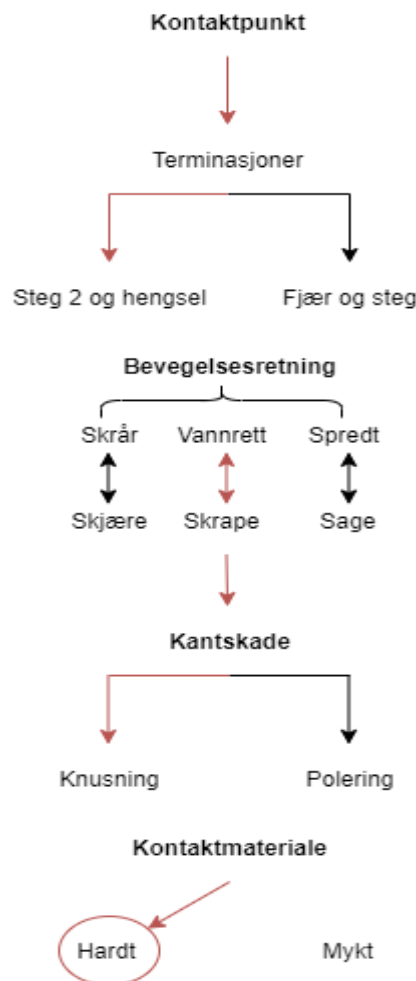 Kontaktpunkt
Terminasjoner
Steg 2 og hengsel Fjær og steg
Bevegelsesretning
Skrår Vannrett Spredt
Skjære Skrape Sage
Kantskade
Knusning Polering
Kontaktmateriale
Hardt Mykt